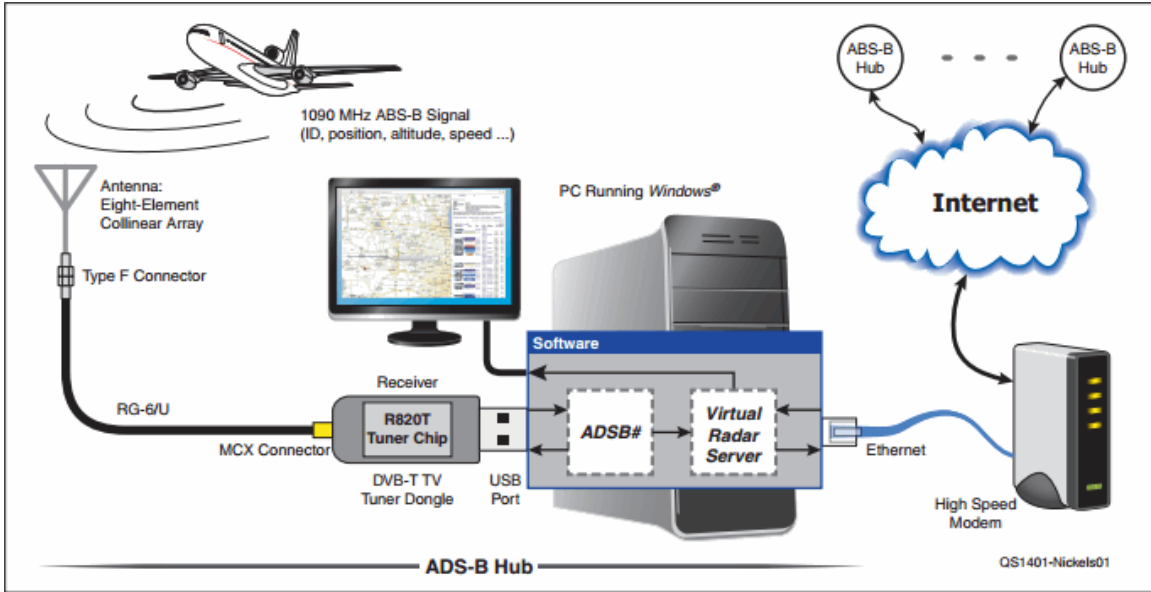 ABS-B
Hub
ABS-B
Hub
1090 MHz ABS-B Signal
(ID, position, altitude, speed ...)
Antenna:
Eight-Element
Collinear Array
PC Running Windows®
Internet
Type F Connector
Software
Receiver
RG-6/U
R820T
Tuner Chip
ADSB#
Virtual
Radar
Server
MCX Connector
Ethernet
DVB-T TV
Tuner Dongle
USB
Port
High Speed
Modem
ADS-B Hub
QS1401-Nickels01